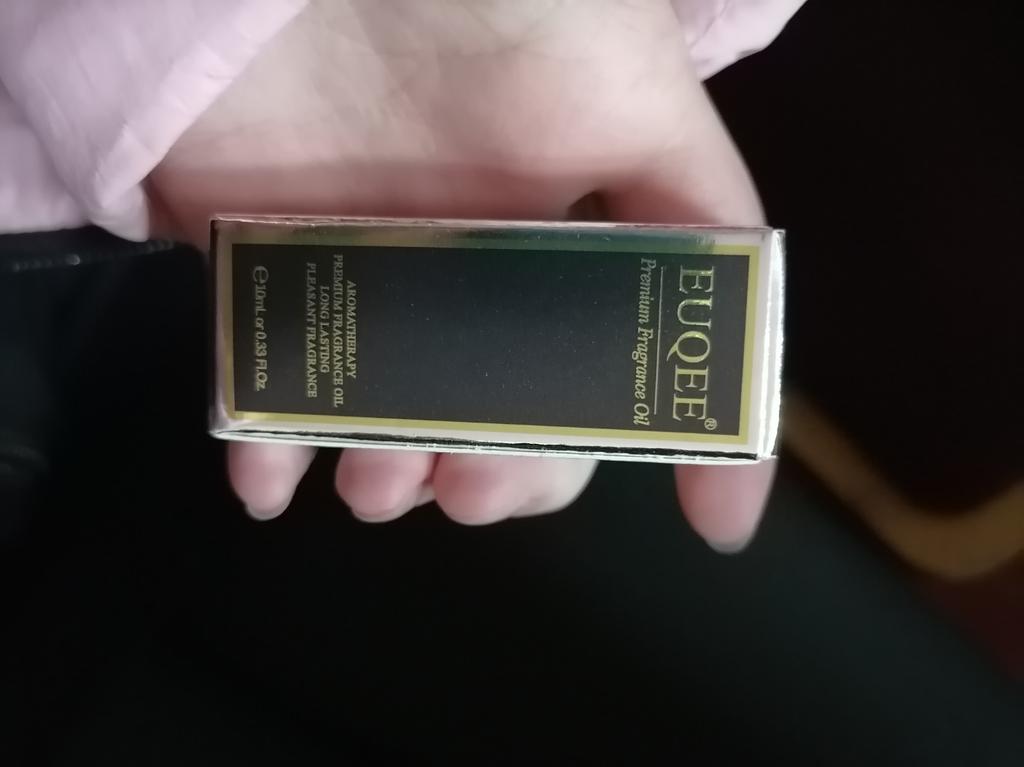 EUQEE®
Premium Fragrance Oil
AROMATHERAPY
PREMIUM FRAGRANCE OIL
LONG LASTING
PLEASANT FRAGRANCE
℮ 10mL or 0.33 Fl.Oz.